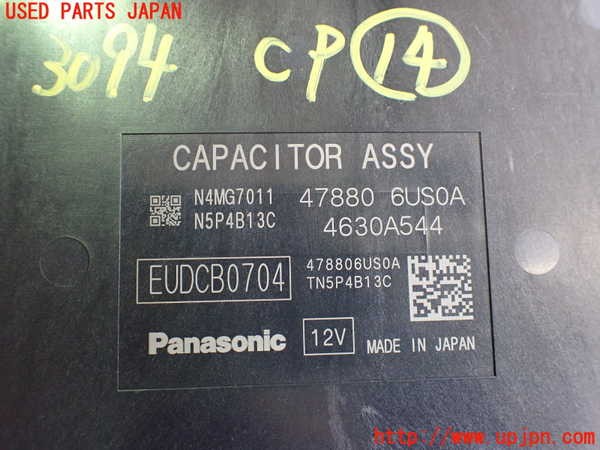 USED PARTS JAPAN
3094 CP 14
CAPACITOR ASSY
N4MG7011 47880 6US0A
N5P4B13C 4630A544
EUDCB0704 478806US0A
TN5P4B13C
Panasonic 12V MADE IN JAPAN
http://www.upjpn.com/